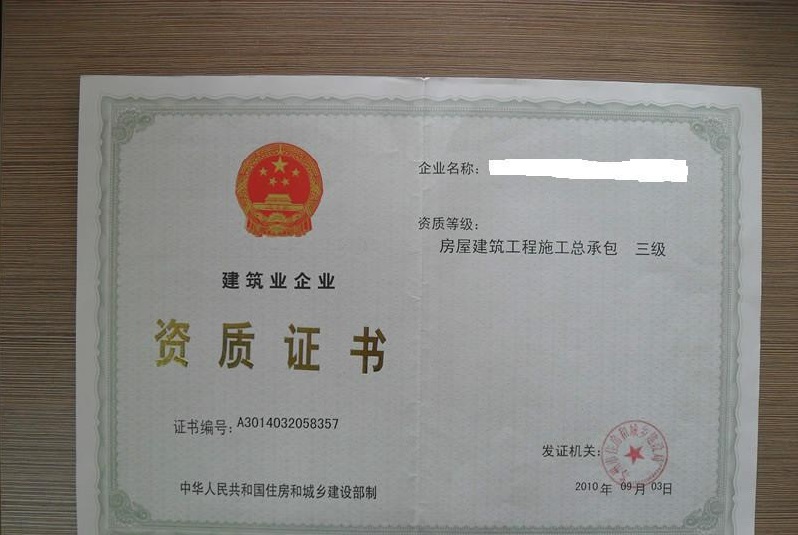 建筑业企业
资质证书
证书编号：A3014032058357
中华人民共和国住房和城乡建设部制
企业名称：
资质等级：
房屋建筑工程施工总承包 三级
发证机关：
2010年 09月 03日